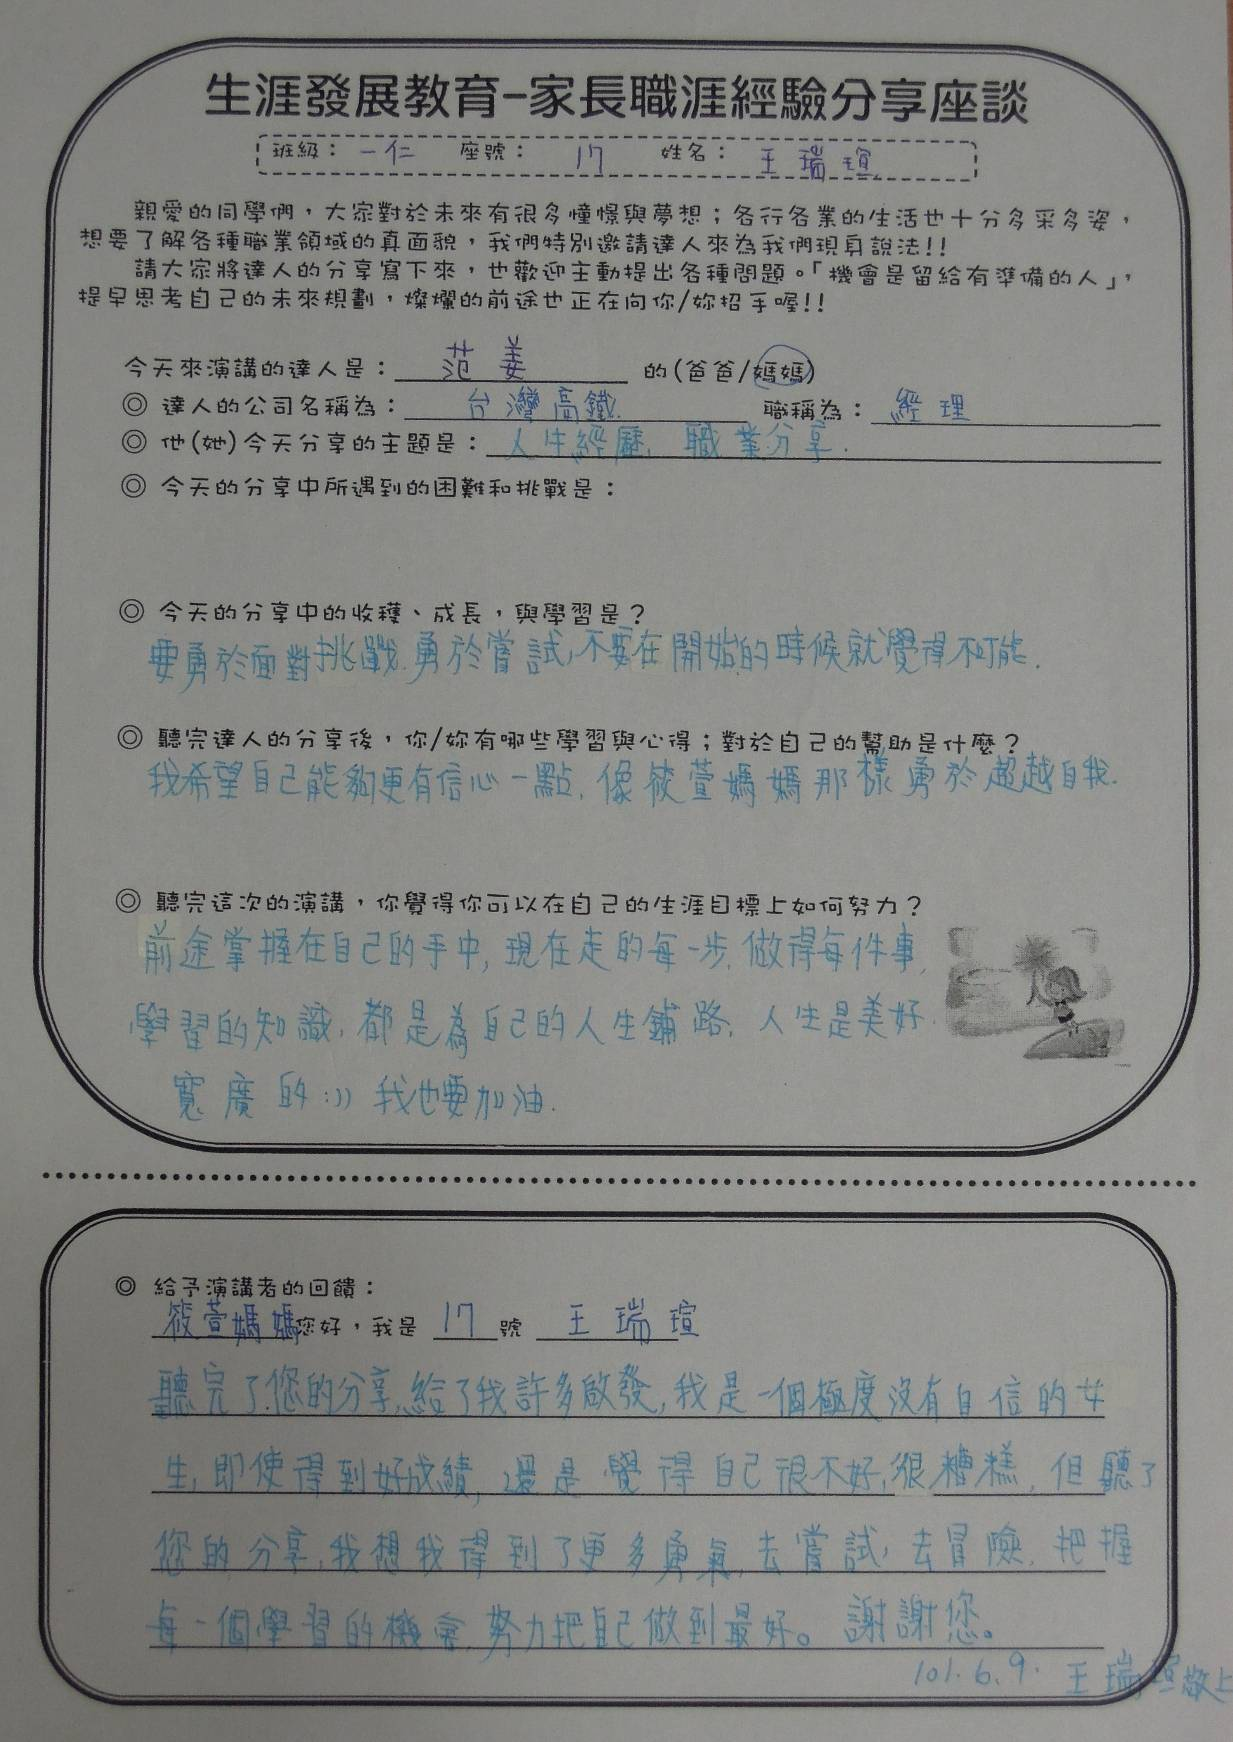 生涯發展教育-家長職涯經驗分享座談
班級： 一仁 座號： 17 姓名： 王瑞瑄
親愛的同學們，大家對於未來有很多憧憬與夢想；各行各業的生活也十分多采多姿，
想要了解各種職業領域的真面貌，我們特別邀請達人來為我們現身說法!!
請大家將達人的分享寫下來，也歡迎主動提出各種問題。「機會是留給有準備的人」，
提早思考自己的未來規劃，燦爛的前途也正在向你/妳招手喔!!
今天來演講的達人是： 范姜 的(爸爸/媽媽)
◎ 達人的公司名稱為： 台灣高鐵. 職稱為： 經理
◎ 他(她)今天分享的主題是： 人生經歷, 職業分享.
◎ 今天的分享中所遇到的困難和挑戰是：
◎ 今天的分享中的收穫、成長，與學習是？
要勇於面對挑戰.勇於嘗試,不要在開始的時候就覺得不可能.
◎ 聽完達人的分享後，你/妳有哪些學習與心得；對於自己的幫助是什麼？
我希望自己能夠更有信心一點, 像筱萱媽媽那樣勇於超越自我.
◎ 聽完這次的演講，你覺得你可以在自己的生涯目標上如何努力？
前途掌握在自己的手中, 現在走的每一步, 做得每件事,
學習的知識, 都是為自己的人生鋪路, 人生是美好
寬廣的:)) 我也要加油.
◎ 給予演講者的回饋：
筱萱媽媽您好，我是 17 號 王瑞瑄
聽完了您的分享,給了我許多啟發,我是一個極度沒有自信的女
生,即使得到好成績, 還是覺得自己很不好,很糟糕, 但聽了
您的分享,我想我得到了更多勇氣,去嘗試,去冒險, 把握
每一個學習的機會,努力把自己做到最好。謝謝您。
101.6.9. 王瑞瑄敬上